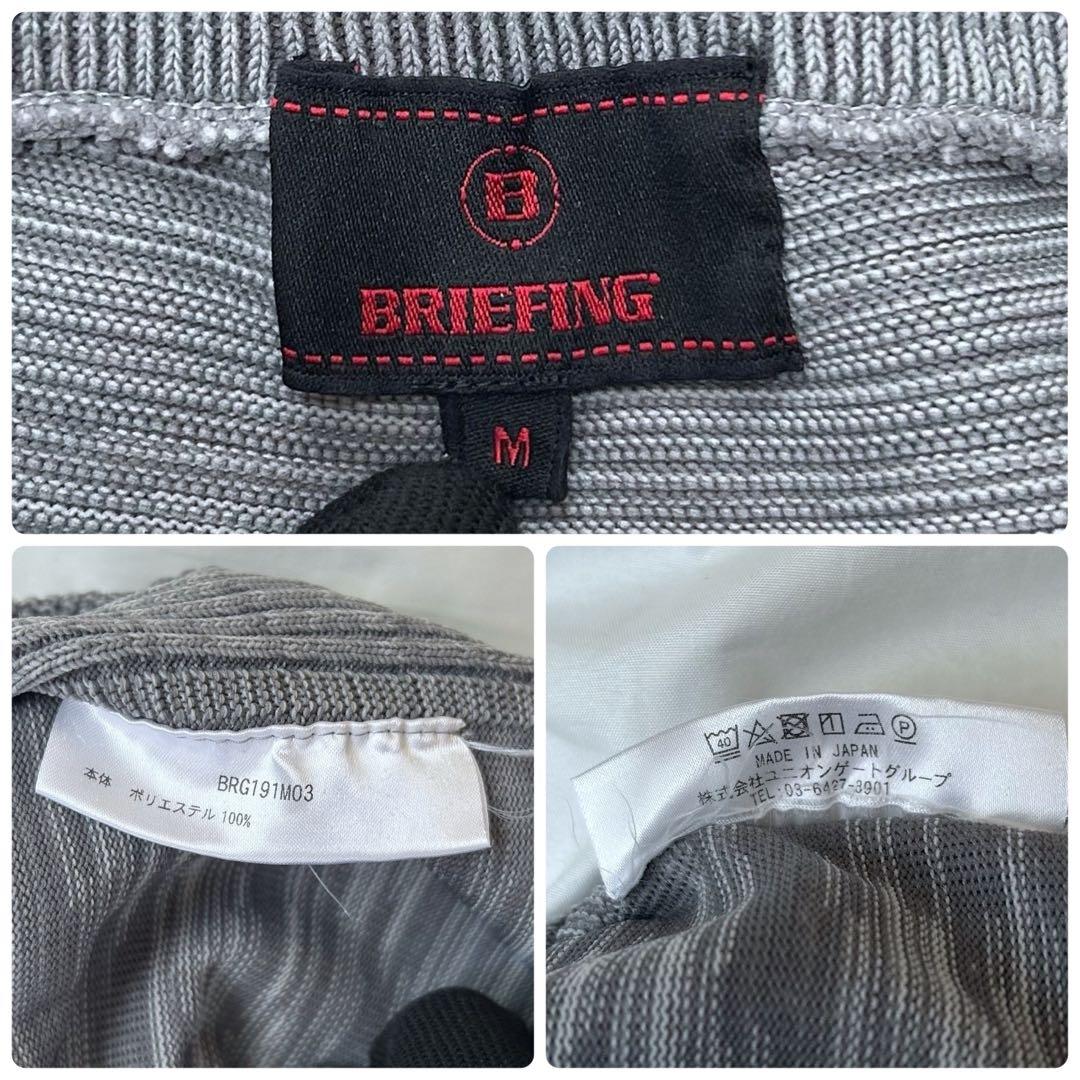 B
BRIEFING
M
BRG191M03
本体 ポリエステル 100%
40 P
MADE IN JAPAN
株式会社ユニオンゲートグループ
TEL:03-6427-3901